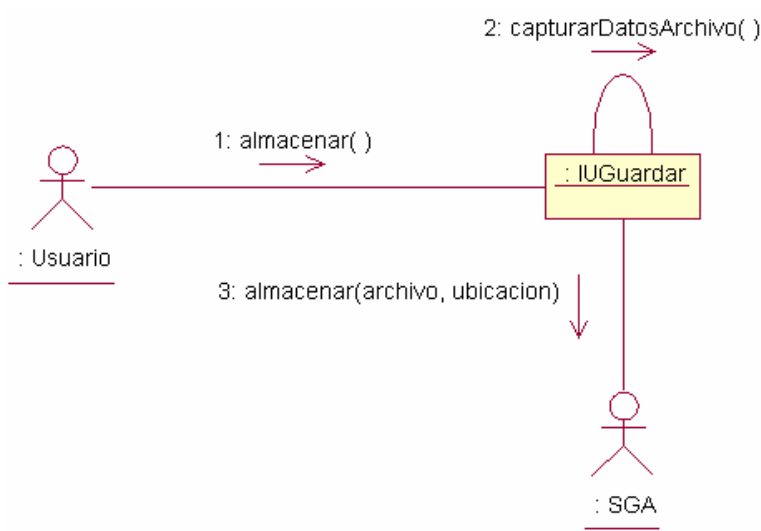 2: capturarDatosArchivo( )
1: almacenar( )
: IUGuardar
: Usuario
3: almacenar(archivo, ubicacion)
: SGA